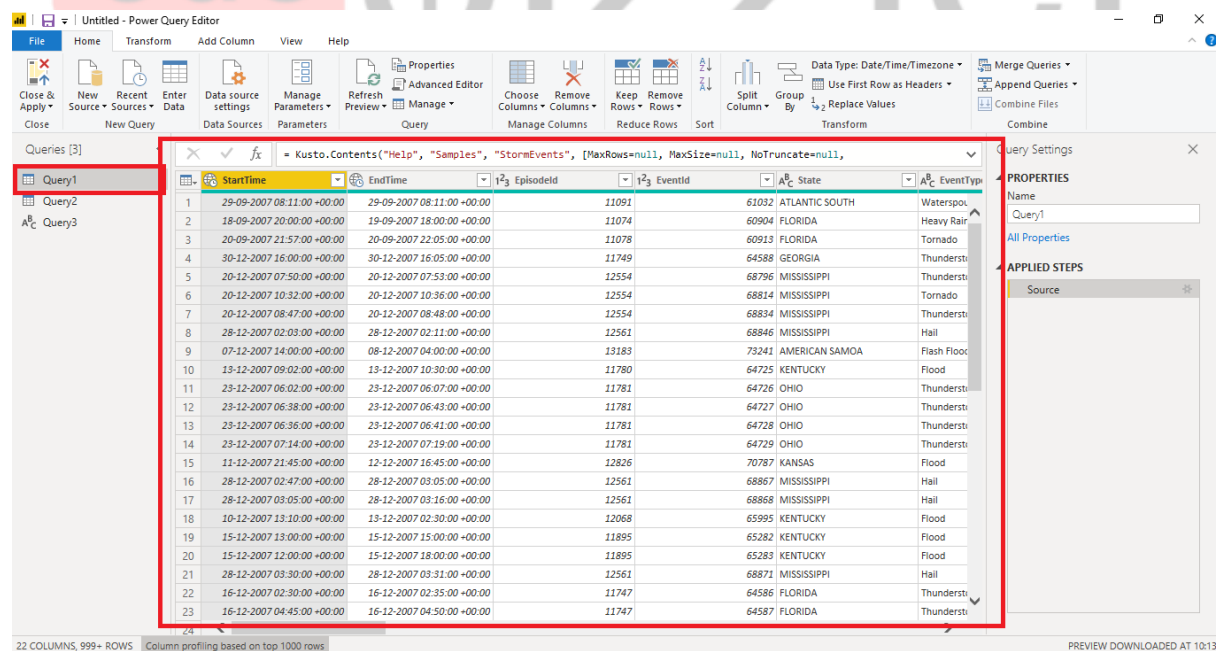 Untitled - Power Query Editor
File Home Transform Add Column View Help
Close & Apply New Source Recent Sources Enter Data Data source settings Manage Parameters Refresh Preview Properties Advanced Editor Manage Choose Columns Remove Columns Keep Rows Remove Rows Split Column Group By Data Type: Date/Time/Timezone Use First Row as Headers Replace Values Merge Queries Append Queries Combine Files
Close New Query Data Sources Parameters Query Manage Columns Reduce Rows Sort Transform Combine
Queries [3]
Query1
Query2
Query3
fx = Kusto.Contents("Help", "Samples", "StormEvents", [MaxRows=null, MaxSize=null, NoTruncate=null,
StartTime EndTime 123 EpisodeId 123 EventId ABC State ABC EventType
1 29-09-2007 08:11:00 +00:00 29-09-2007 08:11:00 +00:00 11091 61032 ATLANTIC SOUTH Waterspou
2 18-09-2007 20:00:00 +00:00 19-09-2007 18:00:00 +00:00 11074 60904 FLORIDA Heavy Rain
3 20-09-2007 21:57:00 +00:00 20-09-2007 22:05:00 +00:00 11078 60913 FLORIDA Tornado
4 30-12-2007 16:00:00 +00:00 30-12-2007 16:05:00 +00:00 11749 64588 GEORGIA Thunderst
5 20-12-2007 07:50:00 +00:00 20-12-2007 07:53:00 +00:00 12554 68796 MISSISSIPPI Thunderst
6 20-12-2007 10:32:00 +00:00 20-12-2007 10:36:00 +00:00 12554 68814 MISSISSIPPI Tornado
7 20-12-2007 08:47:00 +00:00 20-12-2007 08:48:00 +00:00 12554 68834 MISSISSIPPI Thunderst
8 28-12-2007 02:03:00 +00:00 28-12-2007 02:11:00 +00:00 12561 68846 MISSISSIPPI Hail
9 07-12-2007 14:00:00 +00:00 08-12-2007 04:00:00 +00:00 13183 73241 AMERICAN SAMOA Flash Flood
10 13-12-2007 09:02:00 +00:00 13-12-2007 10:30:00 +00:00 11780 64725 KENTUCKY Flood
11 23-12-2007 06:02:00 +00:00 23-12-2007 06:07:00 +00:00 11781 64726 OHIO Thunderst
12 23-12-2007 06:38:00 +00:00 23-12-2007 06:43:00 +00:00 11781 64727 OHIO Thunderst
13 23-12-2007 06:36:00 +00:00 23-12-2007 06:41:00 +00:00 11781 64728 OHIO Thunderst
14 23-12-2007 07:14:00 +00:00 23-12-2007 07:19:00 +00:00 11781 64729 OHIO Thunderst
15 11-12-2007 21:45:00 +00:00 12-12-2007 16:45:00 +00:00 12826 70787 KANSAS Flood
16 28-12-2007 02:47:00 +00:00 28-12-2007 03:05:00 +00:00 12561 68867 MISSISSIPPI Hail
17 28-12-2007 03:05:00 +00:00 28-12-2007 03:16:00 +00:00 12561 68868 MISSISSIPPI Hail
18 10-12-2007 13:10:00 +00:00 13-12-2007 02:30:00 +00:00 12068 65995 KENTUCKY Flood
19 15-12-2007 13:00:00 +00:00 15-12-2007 15:00:00 +00:00 11895 65282 KENTUCKY Flood
20 15-12-2007 12:00:00 +00:00 15-12-2007 18:00:00 +00:00 11895 65283 KENTUCKY Flood
21 28-12-2007 03:30:00 +00:00 28-12-2007 03:31:00 +00:00 12561 68871 MISSISSIPPI Hail
22 16-12-2007 02:30:00 +00:00 16-12-2007 02:35:00 +00:00 11747 64586 FLORIDA Thunderst
23 16-12-2007 04:45:00 +00:00 16-12-2007 04:50:00 +00:00 11747 64587 FLORIDA Thunderst
24
Query Settings
PROPERTIES
Name
Query1
All Properties
APPLIED STEPS
Source
22 COLUMNS, 999+ ROWS Column profiling based on top 1000 rows PREVIEW DOWNLOADED AT 10:13